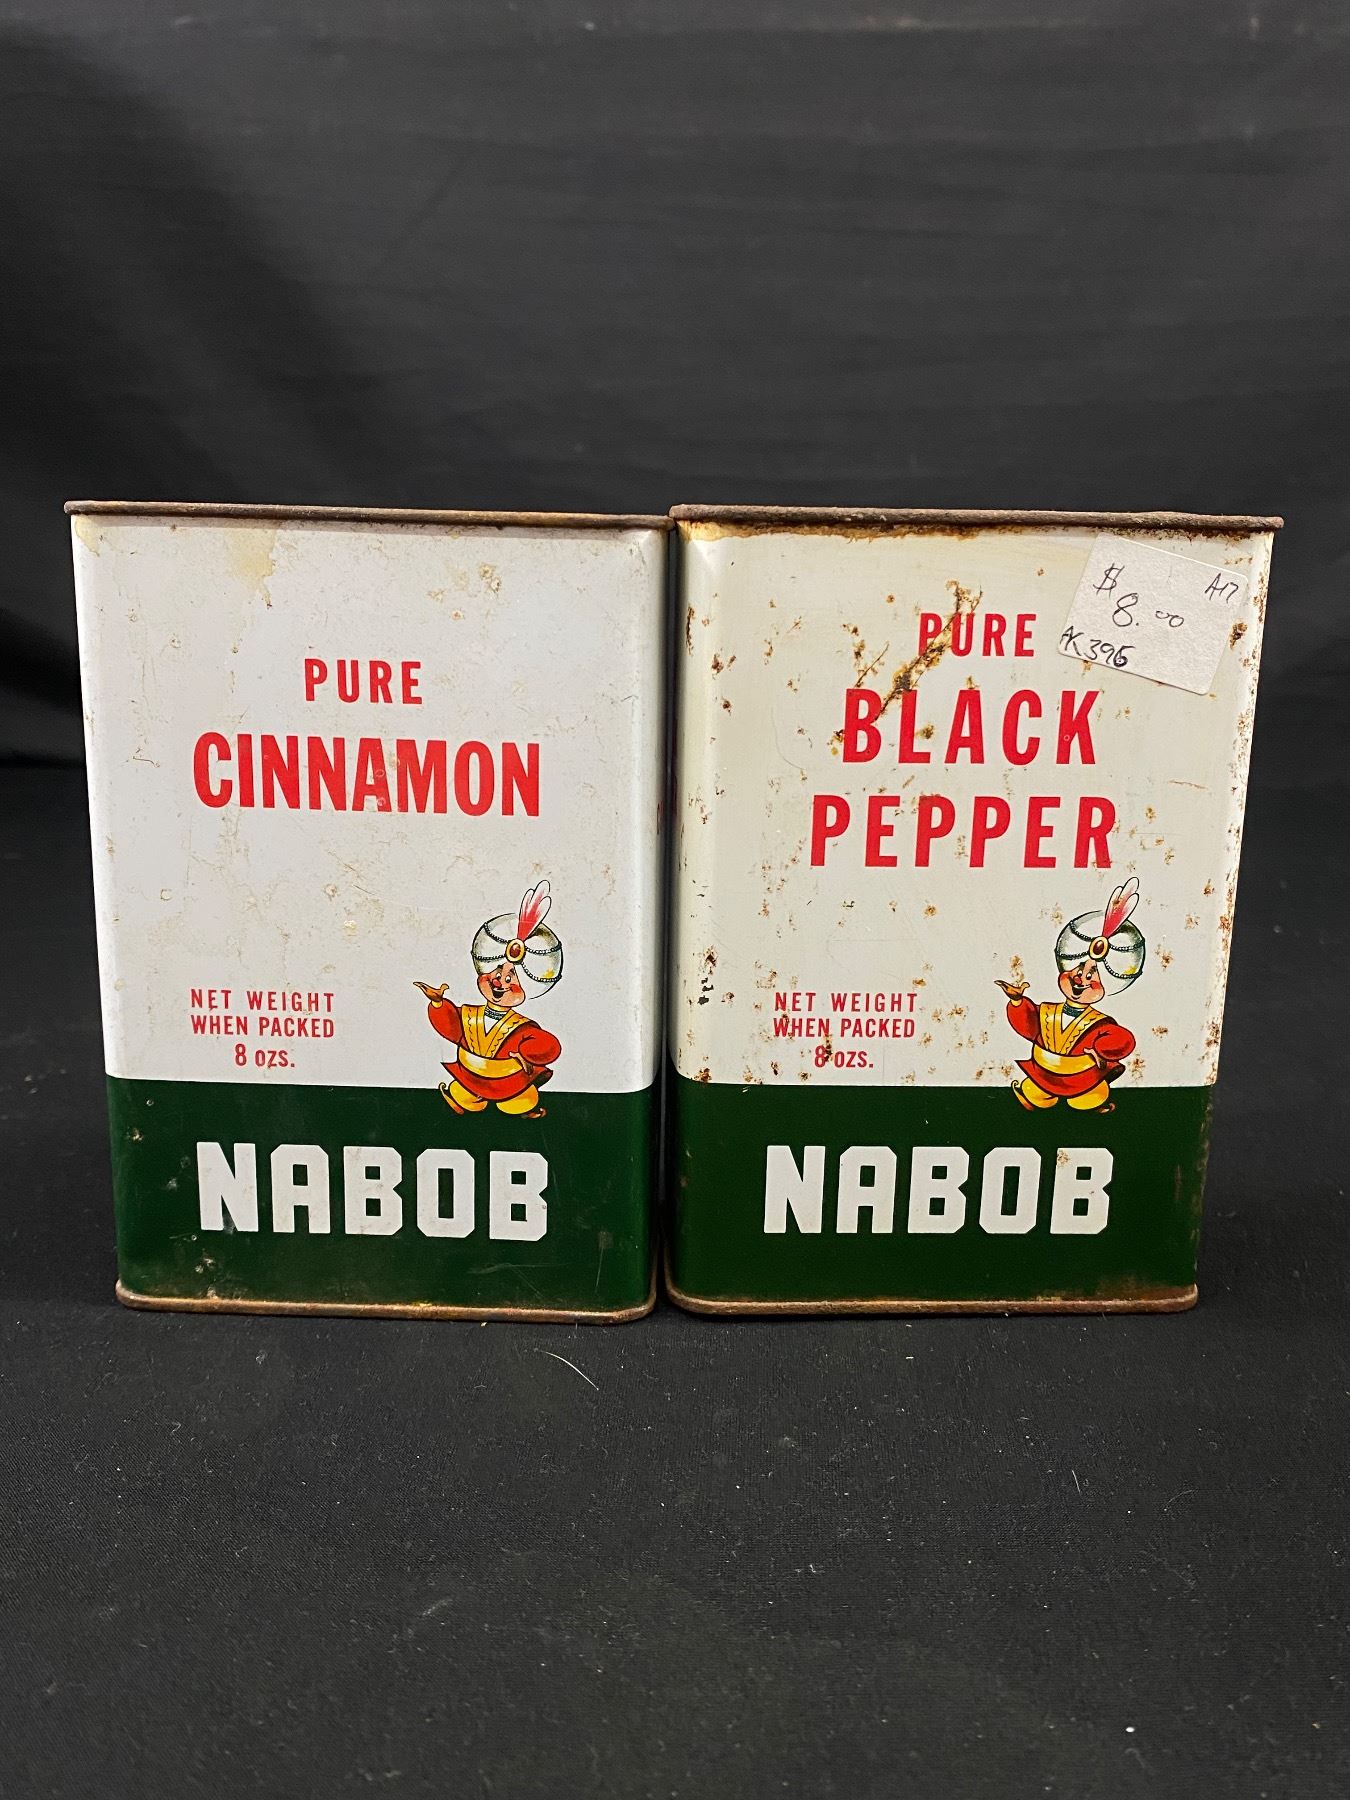 PURE
CINNAMON
NET WEIGHT
WHEN PACKED
8 OZS.
NABOB
$ 8.00
A17
AK396
PURE
BLACK
PEPPER
NET WEIGHT
WHEN PACKED
8 OZS.
NABOB